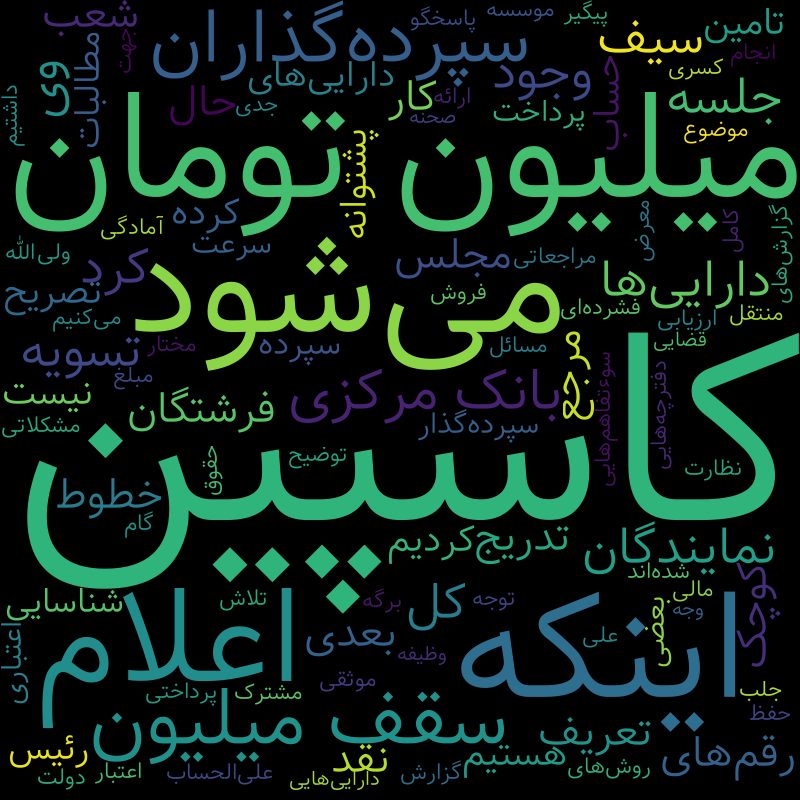 شعب
سپرده‌گذاران
پاسخگو
موسسه
پیگیر
تامین
سیف
انجام
کسری
جهت
وی
مطالبات
دارایی‌های
وجود
حساب
جلسه
داشتیم
حال
جدی
کار
ارائه
صحنه
پرداخت
موضوع
میلیون تومان
پشتوانه
آمادگی
کرده
سرعت
ولی‌الله
مجلس
مراجعاتی
معرض
کامل
گزارش‌های
کرد
تصریح
می‌شود
فروش
دارایی‌ها
فشرده‌ای
ارزیابی
منتقل
می‌کنیم
تسویه
مختار
سپرده
مسائل
مرجع
قضایی
مبلغ
نیست
مشکلاتی
فرشتگان
بانک مرکزی
سپرده‌گذار
سوءتفاهم‌هایی
دفترچه‌هایی
کاسپین
حقوق
توضیح
نظارت
خطوط
گام
تدریج‌کردیم
نمایندگان
شده‌اند
مالی
کوچک
شناسایی
تلاش
برگه
کل
توجه
بعضی
وجه
اعتباری
اعلام
بعدی
وظیفه
اینکه
علی
موثقی
مشترک
پرداختی
جلب
حفظ
سقف میلیون
تعریف
رقم‌های
رئیس
نقد
هستیم
روش‌های
دولت
اعتبار
علی‌الحساب
دارایی‌هایی
گزارش